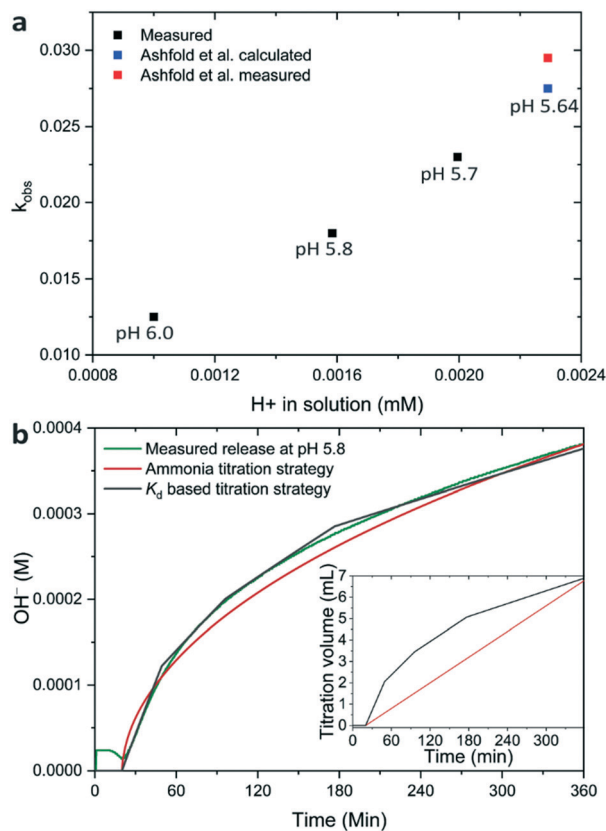 a
Measured
Ashfold et al. calculated
Ashfold et al. measured
0.030
0.025
0.020
0.015
0.010
kobs
pH 5.64
pH 5.7
pH 5.8
pH 6.0
0.0008 0.0012 0.0016 0.0020 0.0024
H+ in solution (mM)
b
Measured release at pH 5.8
Ammonia titration strategy
Kd based titration strategy
0.0004
0.0003
0.0002
0.0001
0.0000
OH⁻ (M)
7
6
5
4
3
2
1
0
Titration volume (mL)
0 60 120 180 240 300
Time (min)
0 60 120 180 240 300 360
Time (Min)